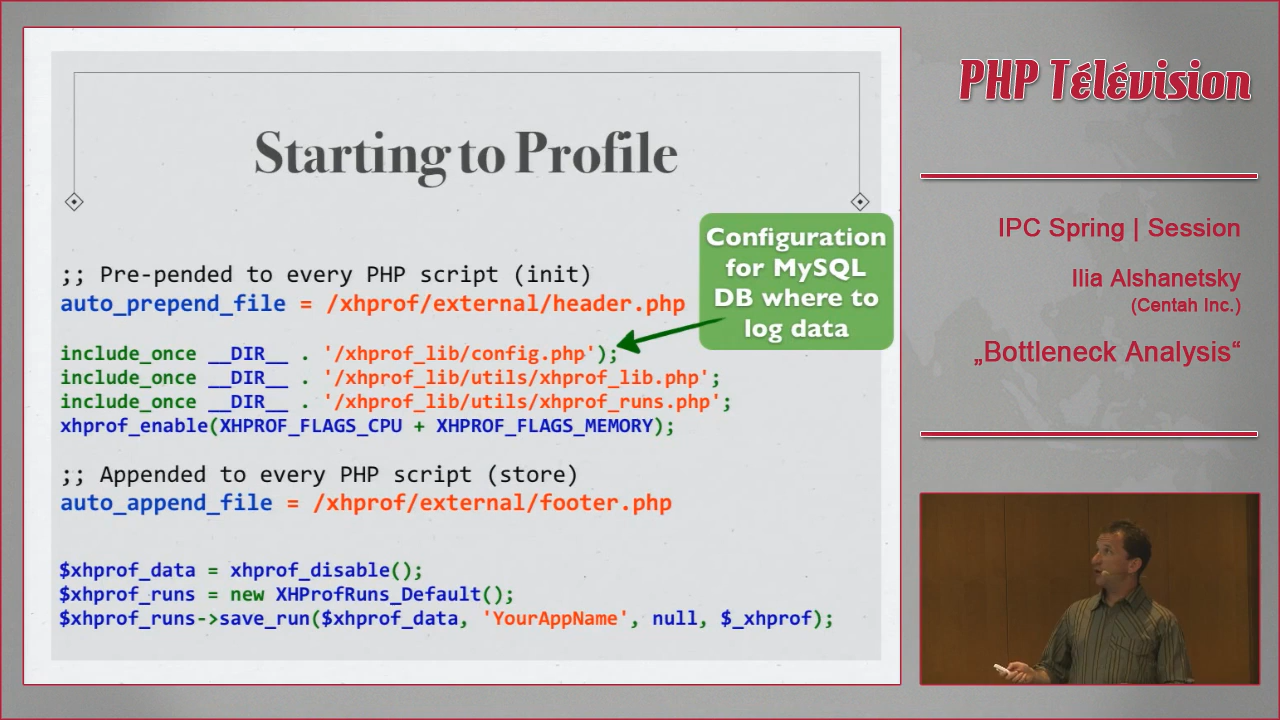 Starting to Profile
Configuration
for MySQL
DB where to
log data
;; Pre-pended to every PHP script (init)
auto_prepend_file = /xhprof/external/header.php
include_once __DIR__ . '/xhprof_lib/config.php');
include_once __DIR__ . '/xhprof_lib/utils/xhprof_lib.php';
include_once __DIR__ . '/xhprof_lib/utils/xhprof_runs.php';
xhprof_enable(XHPROF_FLAGS_CPU + XHPROF_FLAGS_MEMORY);
;; Appended to every PHP script (store)
auto_append_file = /xhprof/external/footer.php
$xhprof_data = xhprof_disable();
$xhprof_runs = new XHProfRuns_Default();
$xhprof_runs->save_run($xhprof_data, 'YourAppName', null, $_xhprof);
PHP Télévision
IPC Spring | Session
Ilia Alshanetsky
(Centah Inc.)
„Bottleneck Analysis“